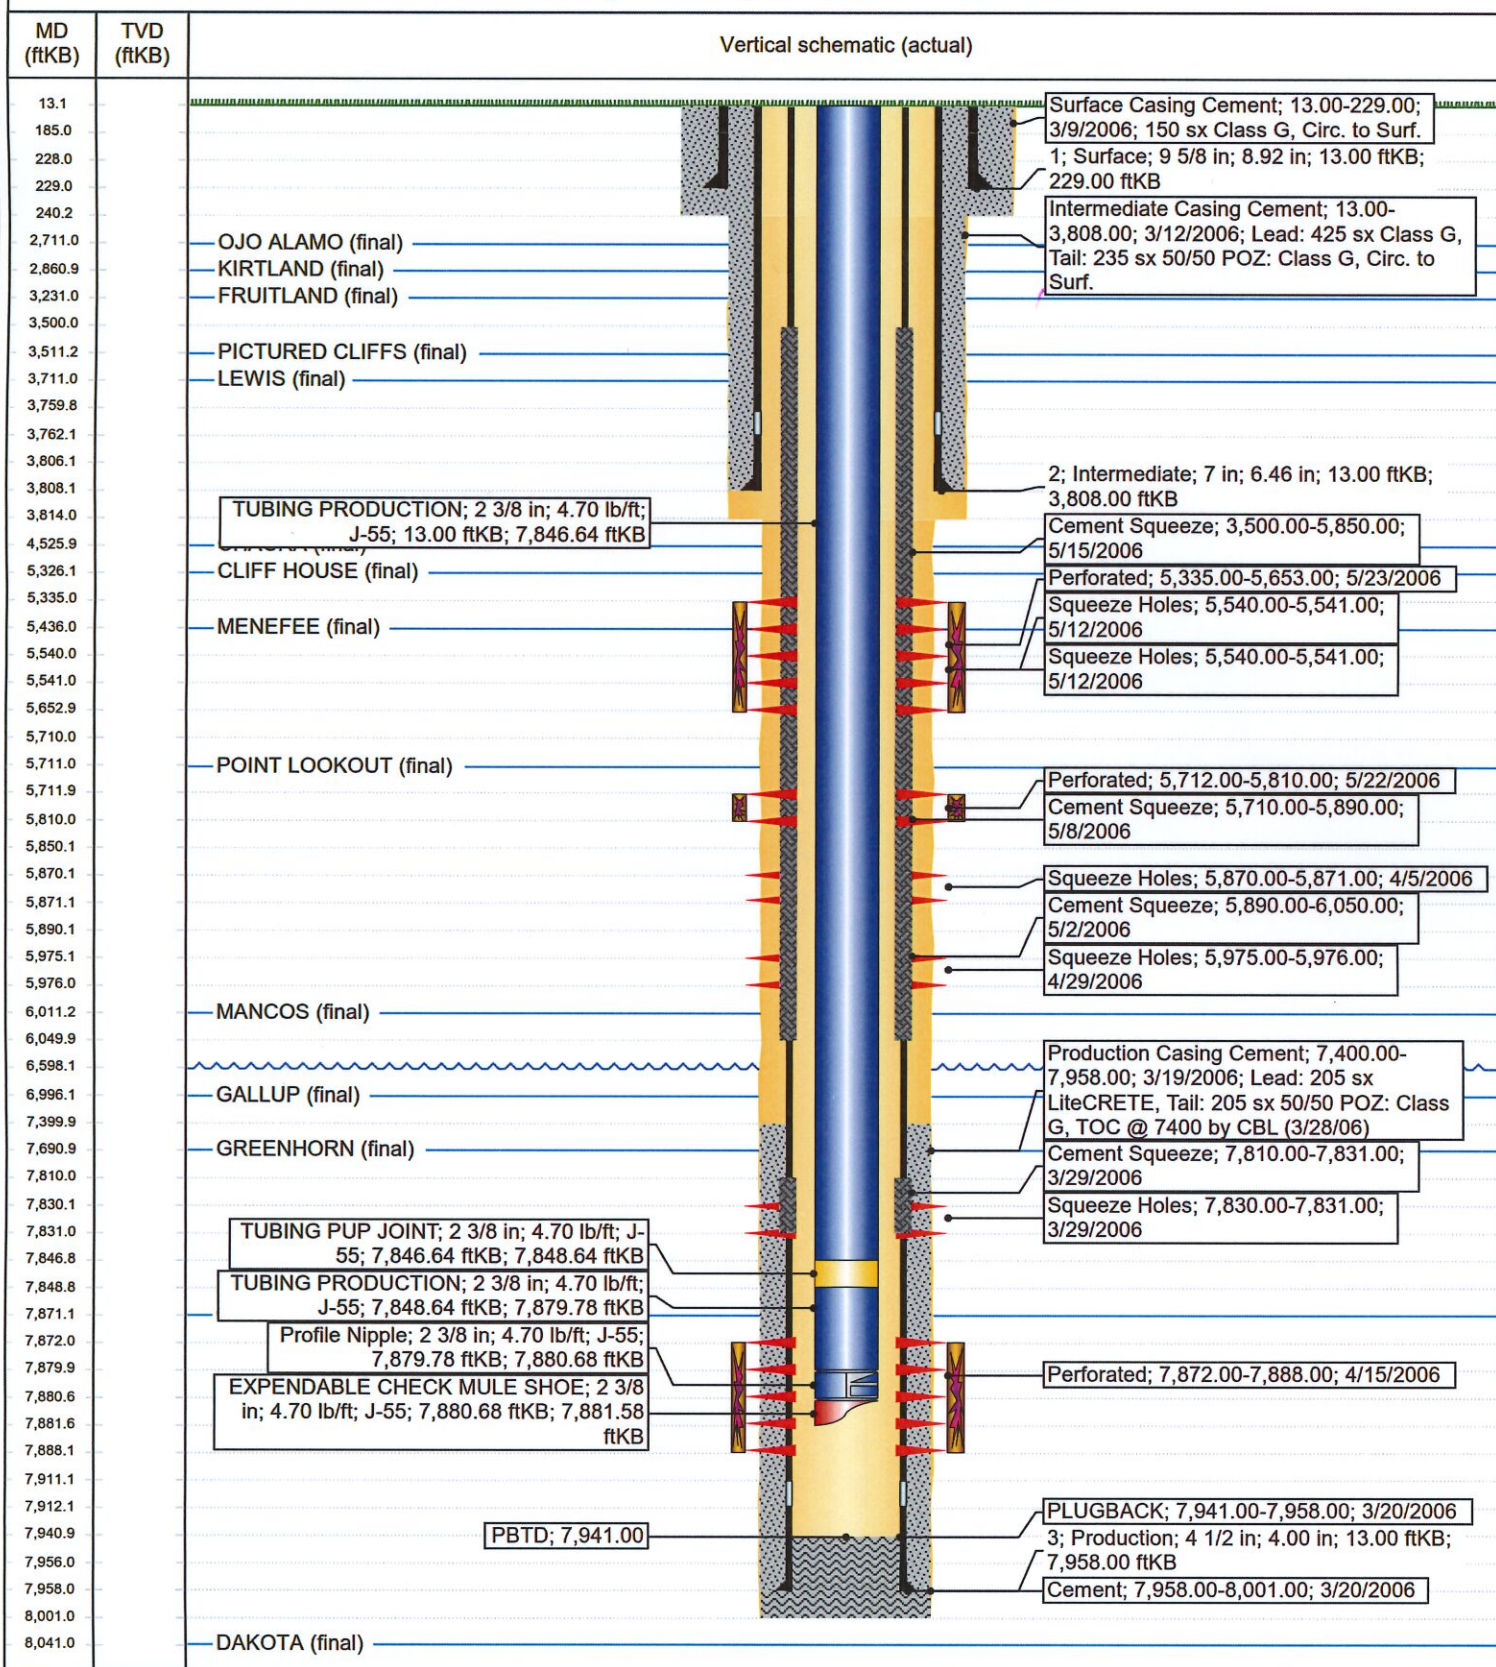 MD
(ftKB)
TVD
(ftKB)
Vertical schematic (actual)
13.1
185.0
228.0
229.0
240.2
2,711.0
2,860.9
3,231.0
3,500.0
3,511.2
3,711.0
3,759.8
3,762.1
3,806.1
3,808.1
3,814.0
4,525.9
5,326.1
5,335.0
5,436.0
5,540.0
5,541.0
5,652.9
5,710.0
5,711.0
5,711.9
5,810.0
5,850.1
5,870.1
5,871.1
5,890.1
5,975.1
5,976.0
6,011.2
6,049.9
6,598.1
6,996.1
7,399.9
7,690.9
7,810.0
7,830.1
7,831.0
7,846.8
7,848.8
7,871.1
7,872.0
7,879.9
7,880.6
7,881.6
7,888.1
7,911.1
7,912.1
7,940.9
7,956.0
7,958.0
8,001.0
8,041.0
OJO ALAMO (final)
KIRTLAND (final)
FRUITLAND (final)
PICTURED CLIFFS (final)
LEWIS (final)
TUBING PRODUCTION; 2 3/8 in; 4.70 lb/ft;
J-55; 13.00 ftKB; 7,846.64 ftKB
(final)
CLIFF HOUSE (final)
MENEFEE (final)
POINT LOOKOUT (final)
MANCOS (final)
GALLUP (final)
GREENHORN (final)
TUBING PUP JOINT; 2 3/8 in; 4.70 lb/ft; J-
55; 7,846.64 ftKB; 7,848.64 ftKB
TUBING PRODUCTION; 2 3/8 in; 4.70 lb/ft;
J-55; 7,848.64 ftKB; 7,879.78 ftKB
Profile Nipple; 2 3/8 in; 4.70 lb/ft; J-55;
7,879.78 ftKB; 7,880.68 ftKB
EXPENDABLE CHECK MULE SHOE; 2 3/8
in; 4.70 lb/ft; J-55; 7,880.68 ftKB; 7,881.58
ftKB
PBTD; 7,941.00
DAKOTA (final)
Surface Casing Cement; 13.00-229.00;
3/9/2006; 150 sx Class G, Circ. to Surf.
1; Surface; 9 5/8 in; 8.92 in; 13.00 ftKB;
229.00 ftKB
Intermediate Casing Cement; 13.00-
3,808.00; 3/12/2006; Lead: 425 sx Class G,
Tail: 235 sx 50/50 POZ: Class G, Circ. to
Surf.
2; Intermediate; 7 in; 6.46 in; 13.00 ftKB;
3,808.00 ftKB
Cement Squeeze; 3,500.00-5,850.00;
5/15/2006
Perforated; 5,335.00-5,653.00; 5/23/2006
Squeeze Holes; 5,540.00-5,541.00;
5/12/2006
Squeeze Holes; 5,540.00-5,541.00;
5/12/2006
Perforated; 5,712.00-5,810.00; 5/22/2006
Cement Squeeze; 5,710.00-5,890.00;
5/8/2006
Squeeze Holes; 5,870.00-5,871.00; 4/5/2006
Cement Squeeze; 5,890.00-6,050.00;
5/2/2006
Squeeze Holes; 5,975.00-5,976.00;
4/29/2006
Production Casing Cement; 7,400.00-
7,958.00; 3/19/2006; Lead: 205 sx
LiteCRETE, Tail: 205 sx 50/50 POZ: Class
G, TOC @ 7400 by CBL (3/28/06)
Cement Squeeze; 7,810.00-7,831.00;
3/29/2006
Squeeze Holes; 7,830.00-7,831.00;
3/29/2006
Perforated; 7,872.00-7,888.00; 4/15/2006
PLUGBACK; 7,941.00-7,958.00; 3/20/2006
3; Production; 4 1/2 in; 4.00 in; 13.00 ftKB;
7,958.00 ftKB
Cement; 7,958.00-8,001.00; 3/20/2006